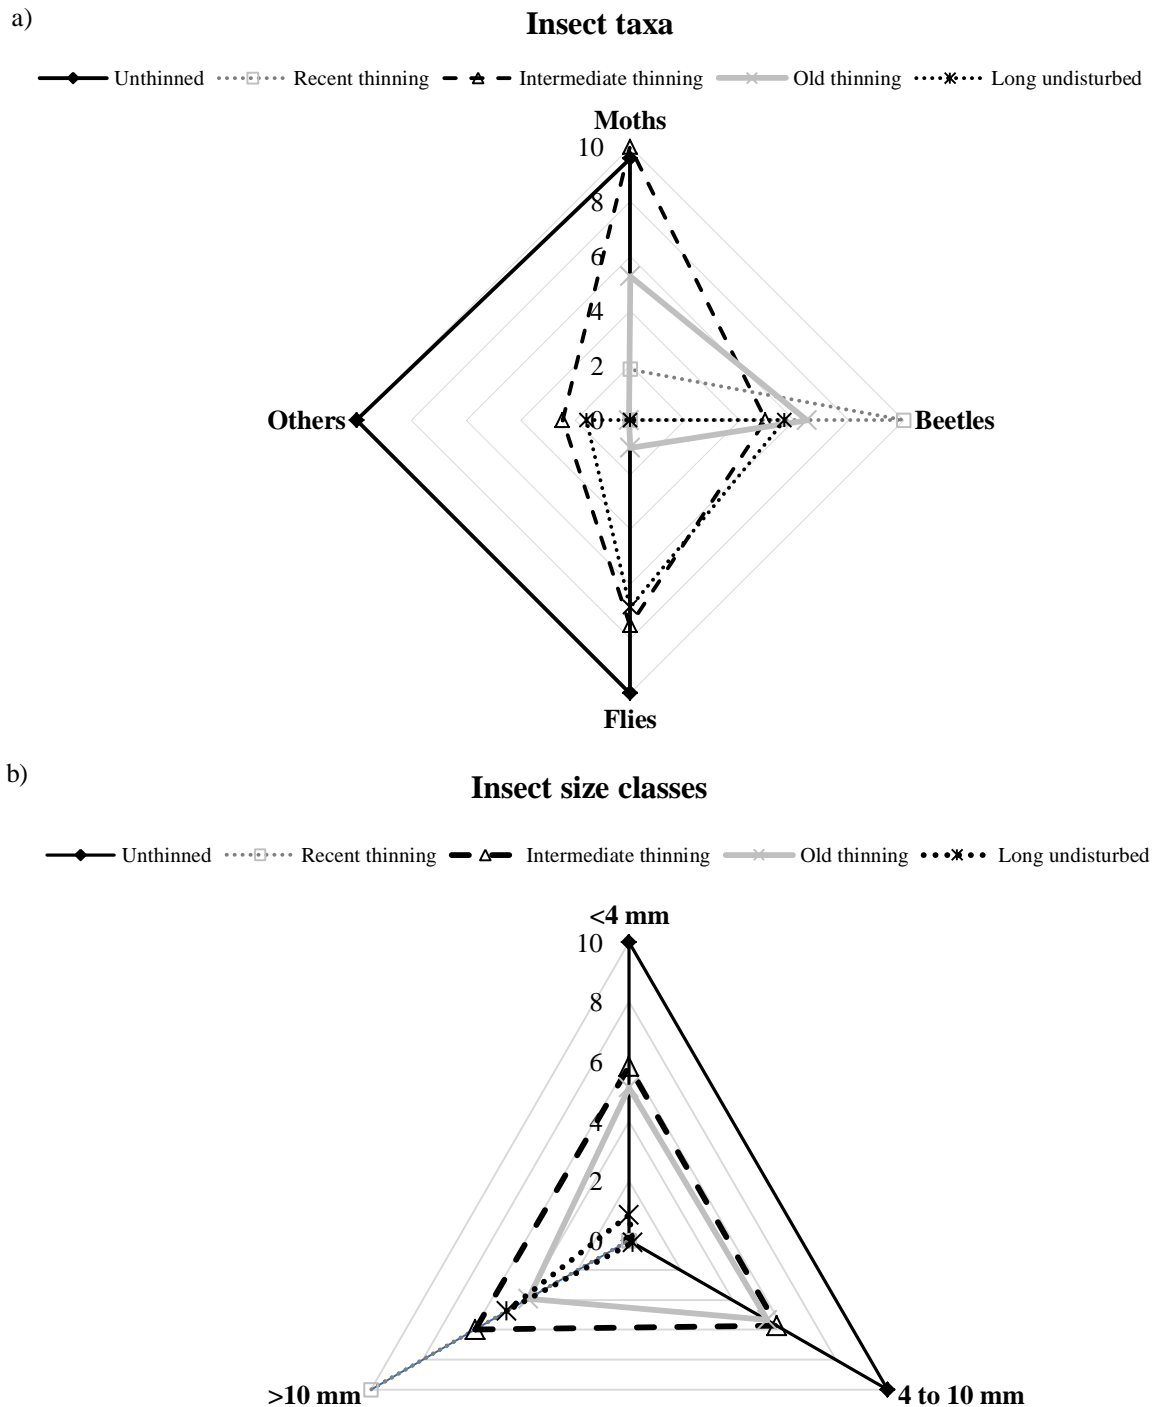 a)
Insect taxa
Unthinned Recent thinning Intermediate thinning Old thinning Long undisturbed
Moths
10
8
6
4
2
Others 0 Beetles
Flies
b)
Insect size classes
Unthinned Recent thinning Intermediate thinning Old thinning Long undisturbed
<4 mm
10
8
6
4
2
0
>10 mm 4 to 10 mm